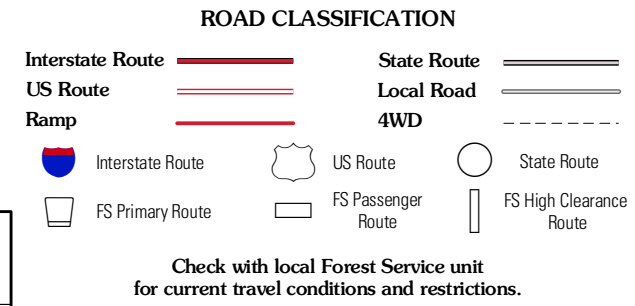 ROAD CLASSIFICATION
Interstate Route
State Route
US Route
Local Road
Ramp
4WD
Interstate Route
US Route
State Route
FS Primary Route
FS Passenger
Route
FS High Clearance
Route
Check with local Forest Service unit
for current travel conditions and restrictions.